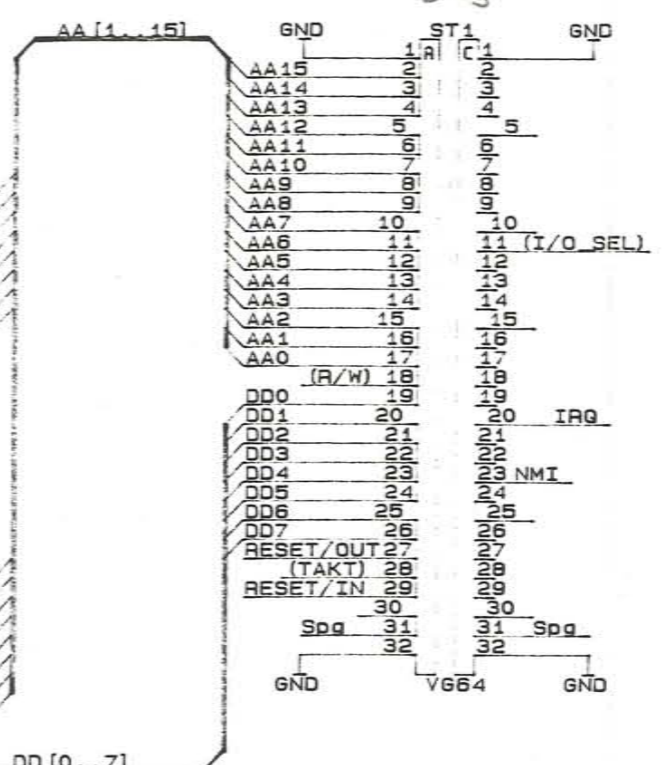 AA[1..15] GND ST1 GND
1 A C 1
AA15 2 2
AA14 3 3
AA13 4 4
AA12 5 5
AA11 6 6
AA10 7 7
AA9 8 8
AA8 9 9
AA7 10 10
AA6 11 11 (I/O_SEL)
AA5 12 12
AA4 13 13
AA3 14 14
AA2 15 15
AA1 16 16
AA0 17 17
(R/W) 18 18
DD0 19 19
DD1 20 20 IRQ
DD2 21 21
DD3 22 22
DD4 23 23 NMI
DD5 24 24
DD6 25 25
DD7 26 26
RESET/OUT 27 27
(TAKT) 28 28
RESET/IN 29 29
30 30
Spg 31 31 Spg
32 32
GND VG64 GND
DD[0..7]